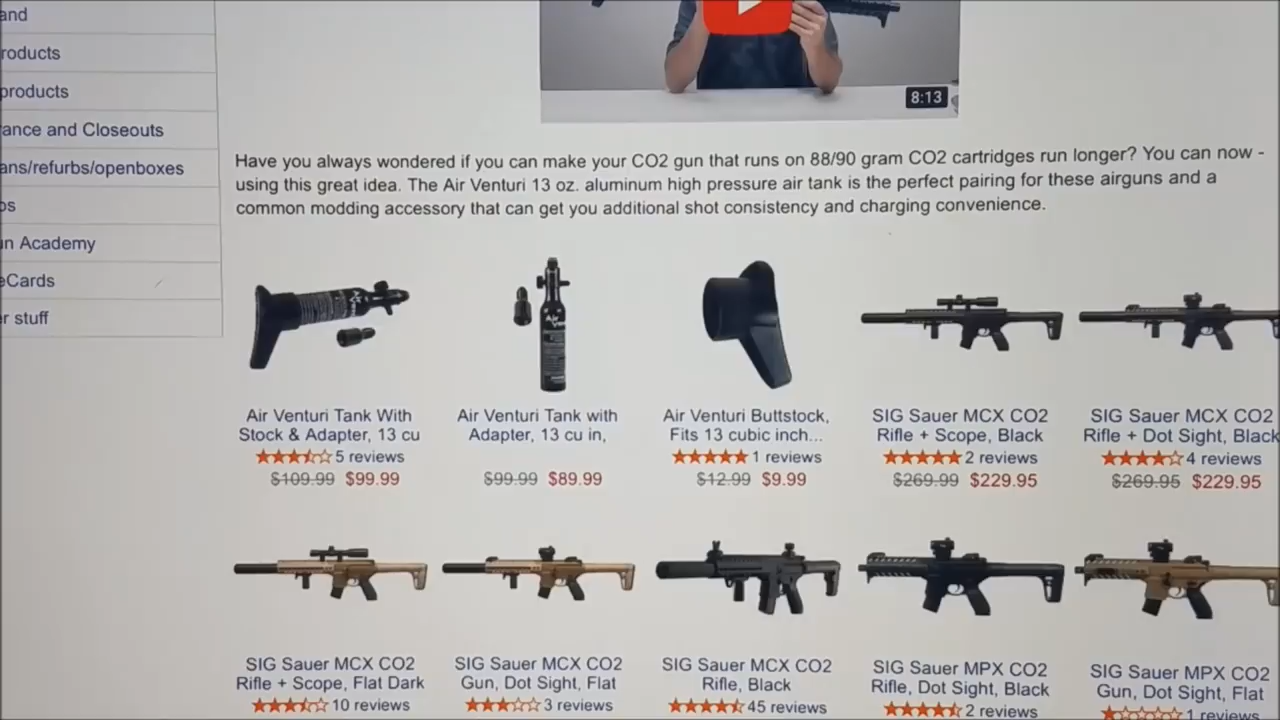 and
roducts
products
ance and Closeouts
ans/refurbs/openboxes
os
n Academy
eCards
r stuff
8:13
Have you always wondered if you can make your CO2 gun that runs on 88/90 gram CO2 cartridges run longer? You can now -
using this great idea. The Air Venturi 13 oz. aluminum high pressure air tank is the perfect pairing for these airguns and a
common modding accessory that can get you additional shot consistency and charging convenience.
Air Venturi Tank With
Stock & Adapter, 13 cu
5 reviews
$109.99 $99.99
Air Venturi Tank with
Adapter, 13 cu in,
$99.99 $89.99
Air Venturi Buttstock,
Fits 13 cubic inch...
1 reviews
$12.99 $9.99
SIG Sauer MCX CO2
Rifle + Scope, Black
2 reviews
$269.99 $229.95
SIG Sauer MCX CO2
Rifle + Dot Sight, Black
4 reviews
$269.95 $229.95
SIG Sauer MCX CO2
Rifle + Scope, Flat Dark
10 reviews
SIG Sauer MCX CO2
Gun, Dot Sight, Flat
3 reviews
SIG Sauer MCX CO2
Rifle, Black
45 reviews
SIG Sauer MPX CO2
Rifle, Dot Sight, Black
2 reviews
SIG Sauer MPX CO2
Gun, Dot Sight, Flat
1 reviews